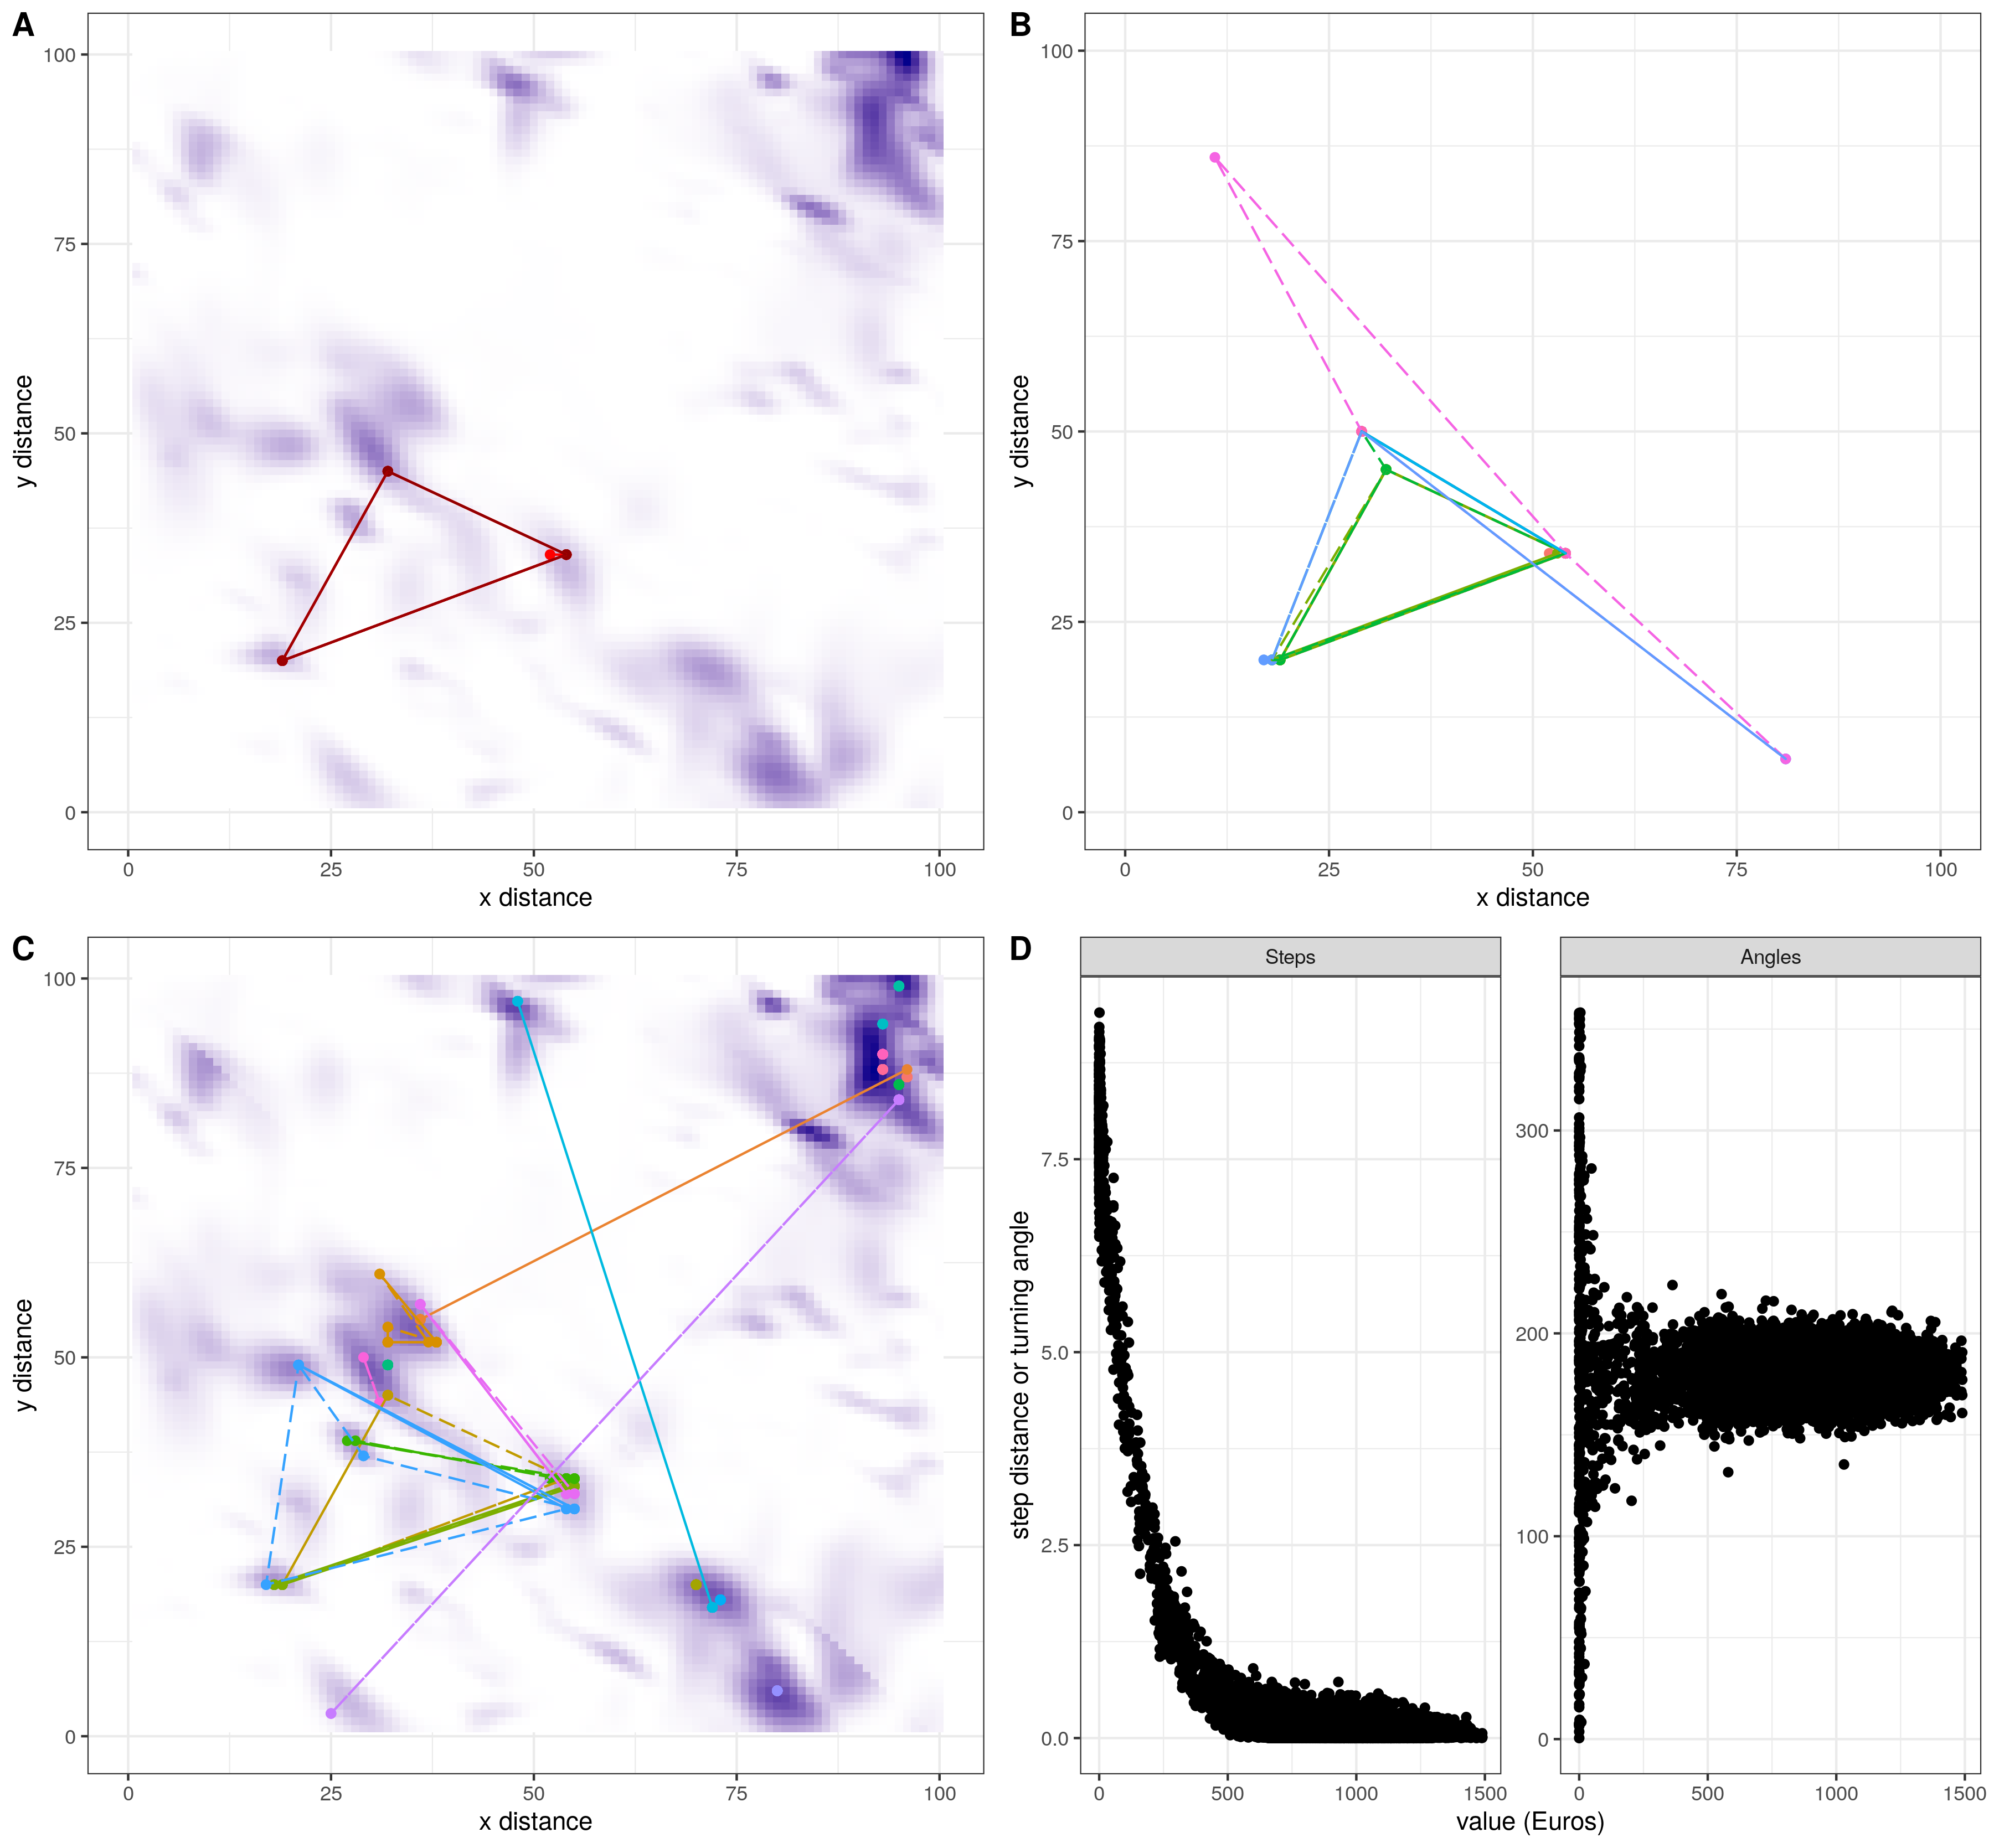 A
100
75
50
25
0
y distance
0 25 50 75 100
x distance
B
100
75
50
25
0
y distance
0 25 50 75 100
x distance
C
100
75
50
25
0
y distance
0 25 50 75 100
x distance
D
Steps Angles
7.5
5.0
2.5
0.0
step distance or turning angle
300
200
100
0
0 500 1000 1500 0 500 1000 1500
value (Euros)